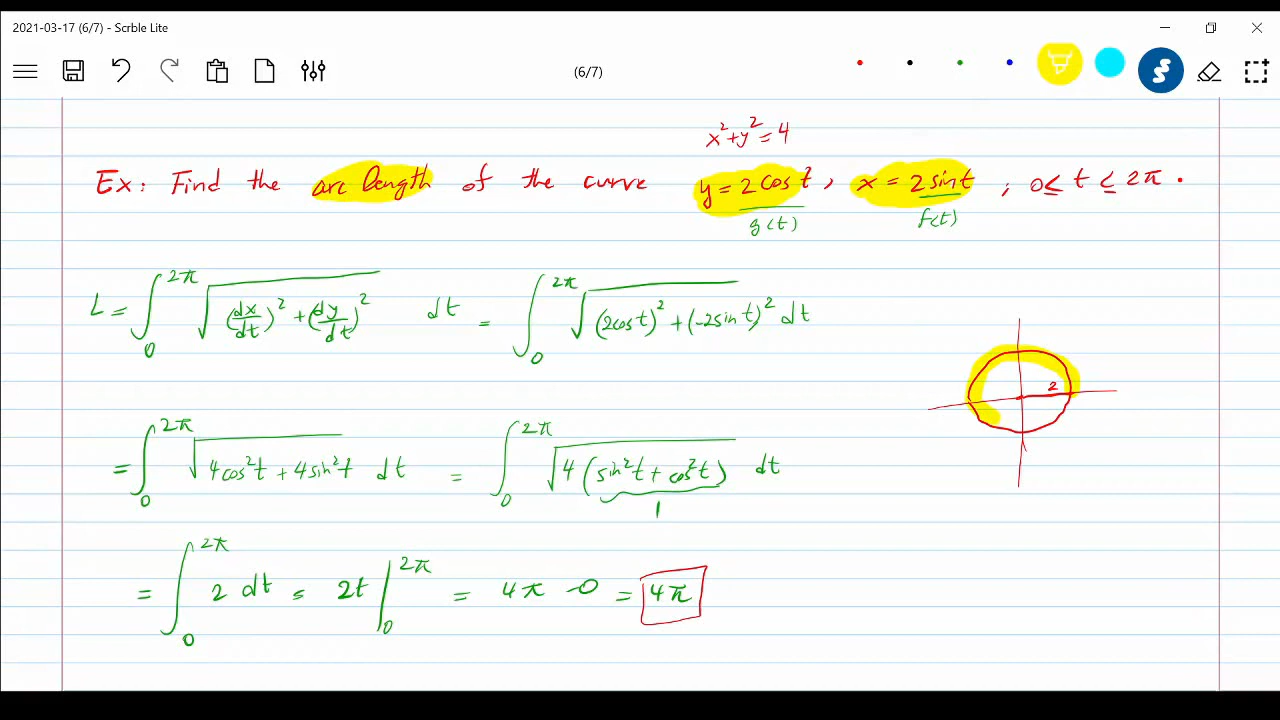 2021-03-17 (6/7) - Scrble Lite
(6/7)
x² + y² = 4
Ex: Find the arc length of the curve y = 2 cos t, x = 2 sin t ; 0 ≤ t ≤ 2π.
g(t) f(t)
L = ∫₀^{2π} √((dx/dt)² + (dy/dt)²) dt = ∫₀^{2π} √((2cos t)² + (-2sin t)²) dt
2
= ∫₀^{2π} √(4cos²t + 4sin²t) dt = ∫₀^{2π} √(4(sin²t + cos²t)) dt
1
= ∫₀^{2π} 2 dt = 2t |₀^{2π} = 4π - 0 = 4π